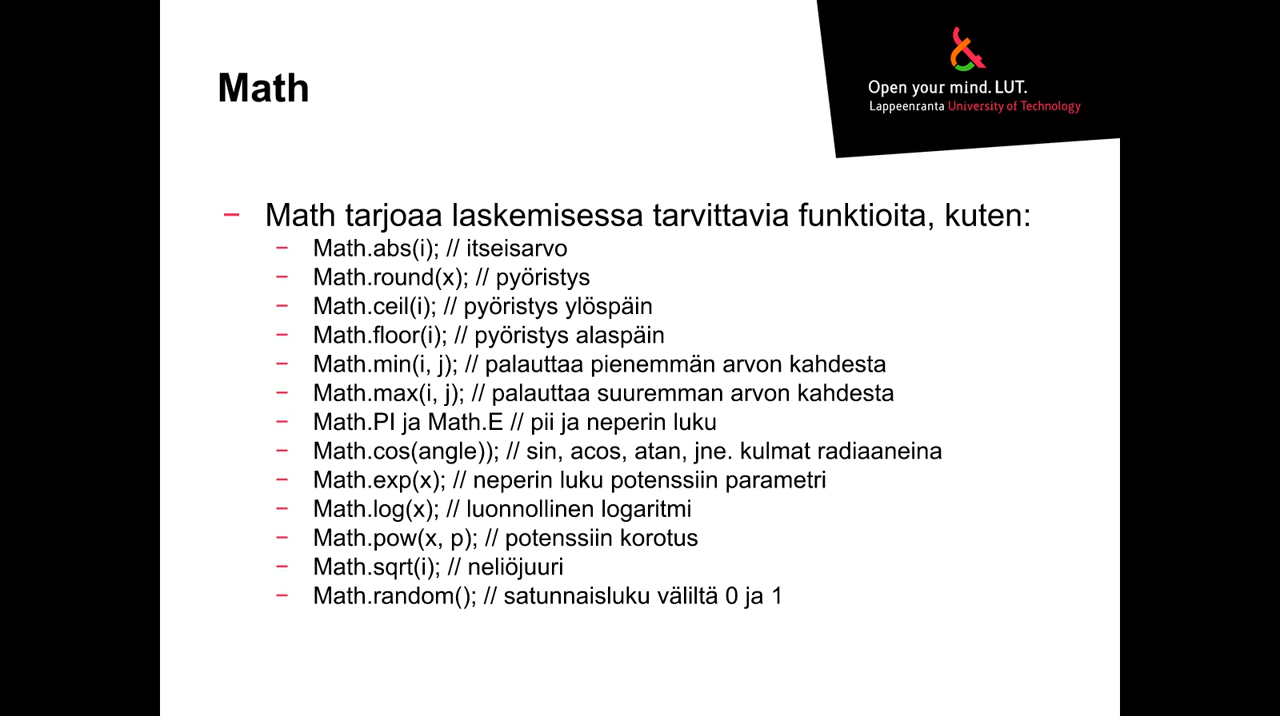 Math
Open your mind. LUT.
Lappeenranta University of Technology
– Math tarjoaa laskemisessa tarvittavia funktioita, kuten:
– Math.abs(i); // itseisarvo
– Math.round(x); // pyöristys
– Math.ceil(i); // pyöristys ylöspäin
– Math.floor(i); // pyöristys alaspäin
– Math.min(i, j); // palauttaa pienemmän arvon kahdesta
– Math.max(i, j); // palauttaa suuremman arvon kahdesta
– Math.PI ja Math.E // pii ja neperin luku
– Math.cos(angle)); // sin, acos, atan, jne. kulmat radiaaneina
– Math.exp(x); // neperin luku potenssiin parametri
– Math.log(x); // luonnollinen logaritmi
– Math.pow(x, p); // potenssiin korotus
– Math.sqrt(i); // neliöjuuri
– Math.random(); // satunnaisluku väliltä 0 ja 1